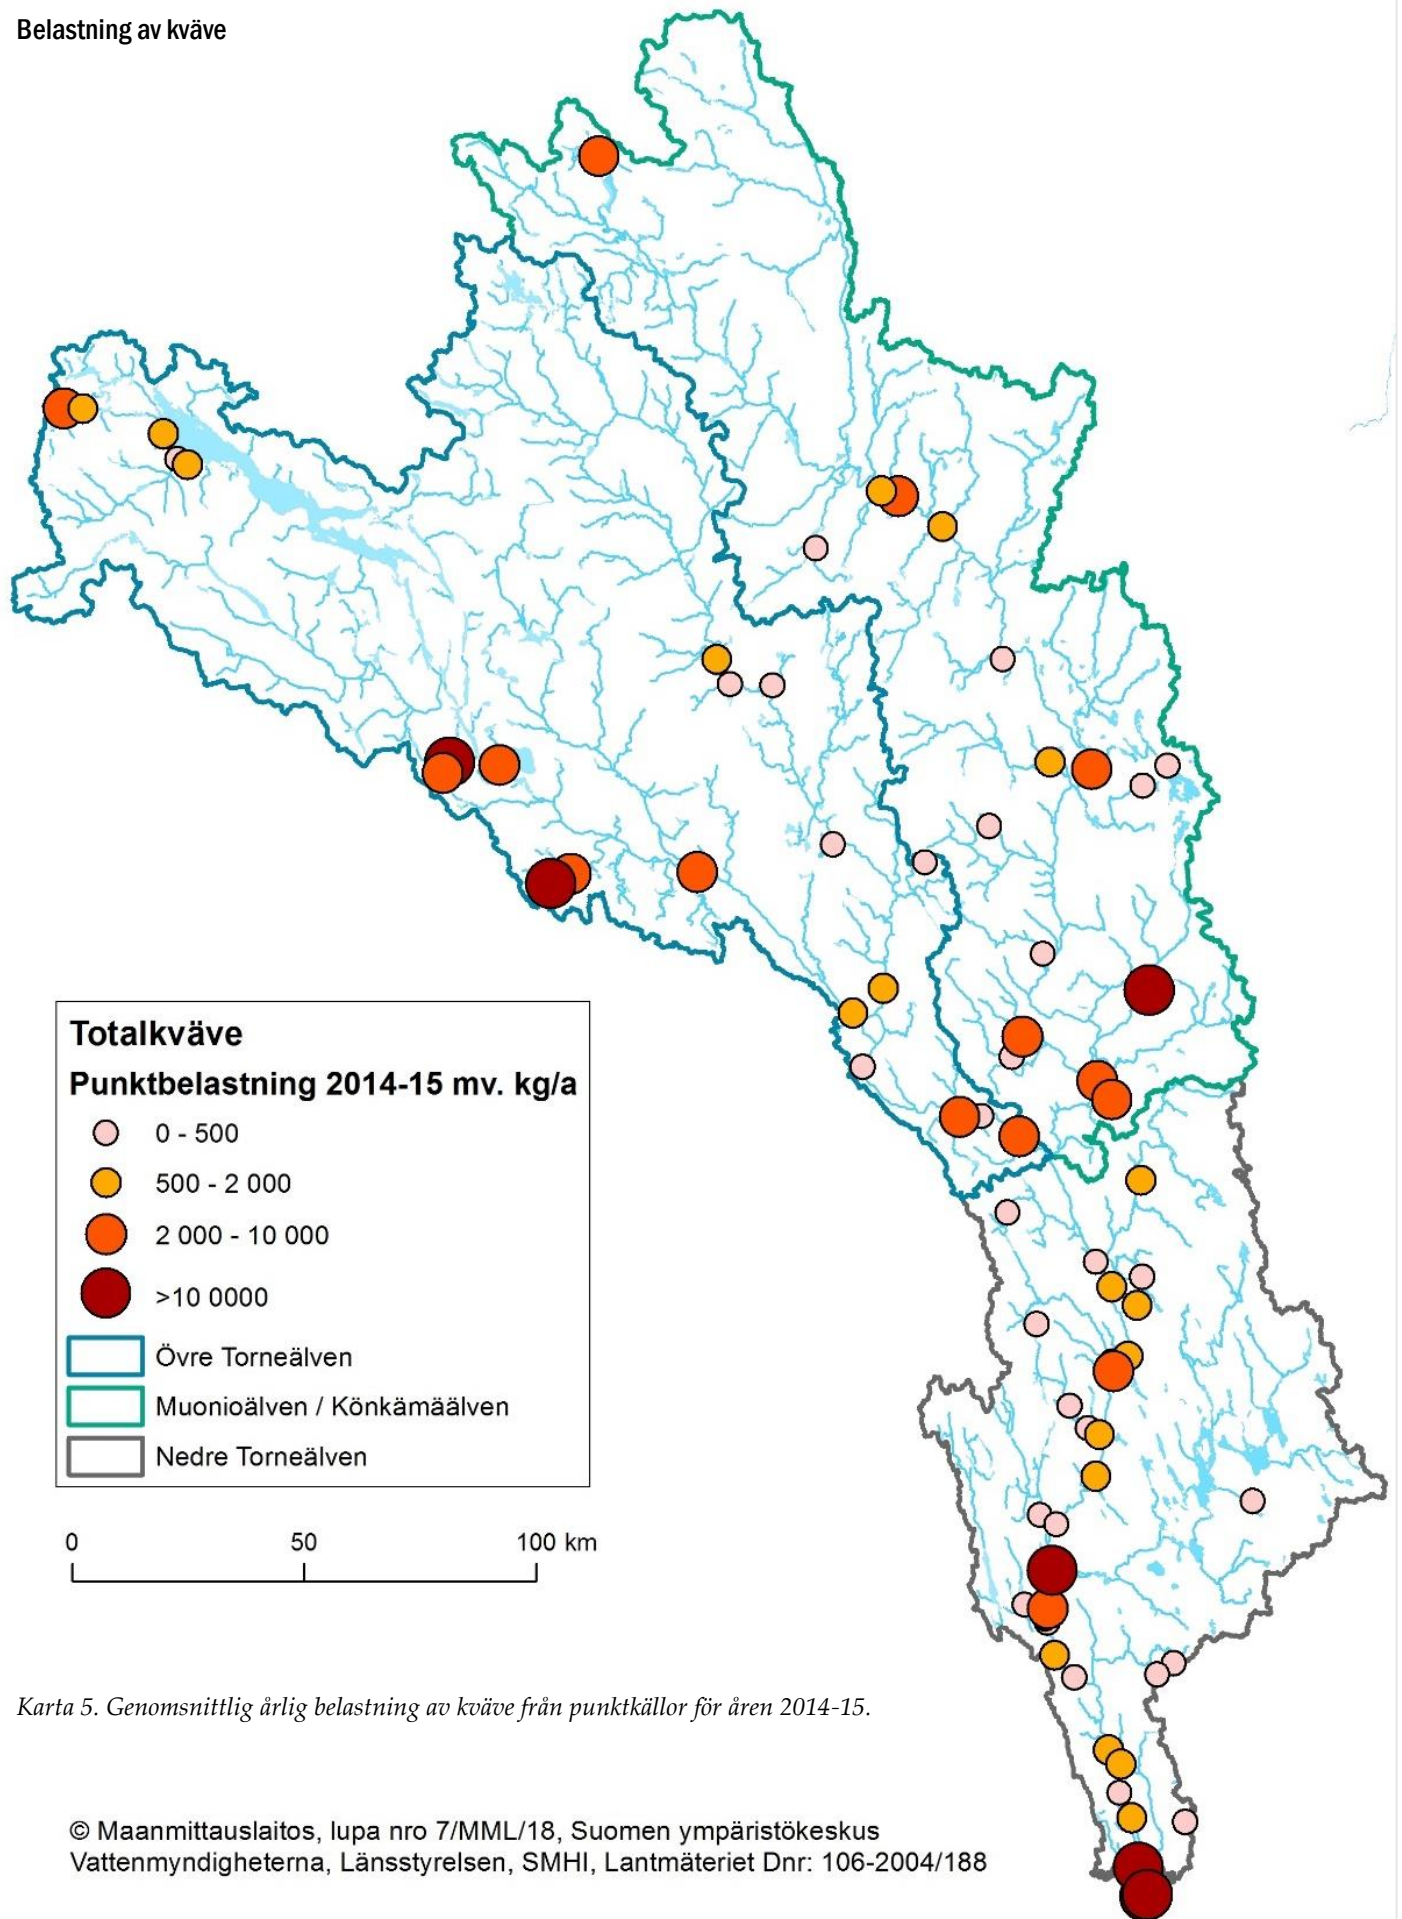 Belastning av kväve
Totalkväve
Punktbelastning 2014-15 mv. kg/a
0 - 500
500 - 2 000
2 000 - 10 000
>10 0000
Övre Torneälven
Muonioälven / Könkämäälven
Nedre Torneälven
0 50 100 km
Karta 5. Genomsnittlig årlig belastning av kväve från punktkällor för åren 2014-15.
© Maanmittauslaitos, lupa nro 7/MML/18, Suomen ympäristökeskus
Vattenmyndigheterna, Länsstyrelsen, SMHI, Lantmäteriet Dnr: 106-2004/188